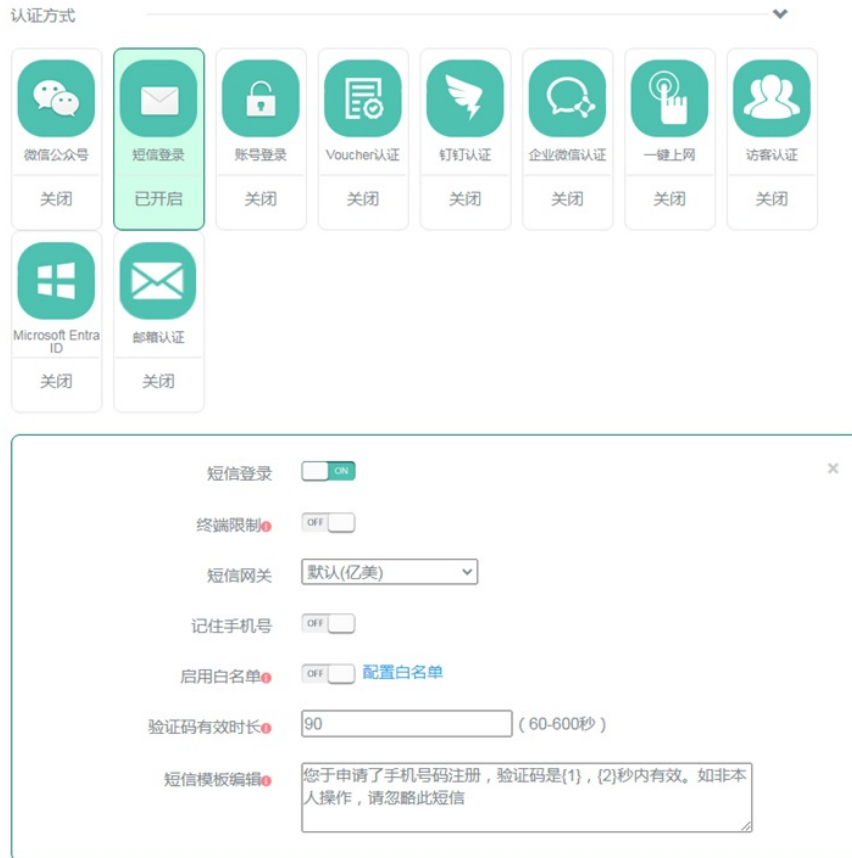 认证方式
微信公众号
短信登录
账号登录
Voucher认证
钉钉认证
企业微信认证
一键上网
访客认证
关闭
已开启
关闭
关闭
关闭
关闭
关闭
关闭
Microsoft Entra
ID
邮箱认证
关闭
关闭
短信登录 ON ×
终端限制 OFF
短信网关 默认(亿美)
记住手机号 OFF
启用白名单 OFF 配置白名单
验证码有效时长 90 ( 60-600秒 )
短信模板编辑 您于申请了手机号码注册，验证码是{1}，{2}秒内有效。如非本
人操作，请忽略此短信